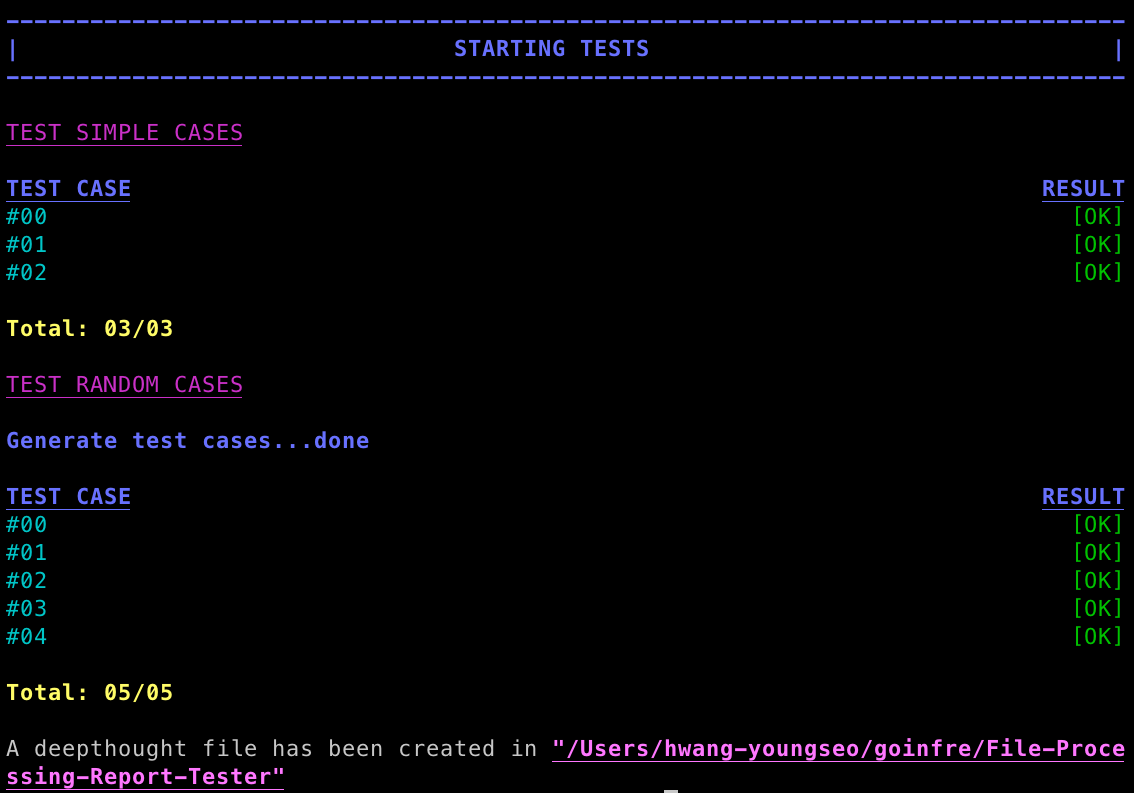 --------------------------------------------------------------------------------
| STARTING TESTS |
--------------------------------------------------------------------------------
TEST SIMPLE CASES
TEST CASE RESULT
#00 [OK]
#01 [OK]
#02 [OK]
Total: 03/03
TEST RANDOM CASES
Generate test cases...done
TEST CASE RESULT
#00 [OK]
#01 [OK]
#02 [OK]
#03 [OK]
#04 [OK]
Total: 05/05
A deepthought file has been created in "/Users/hwang-youngseo/goinfre/File-Proce
ssing-Report-Tester"